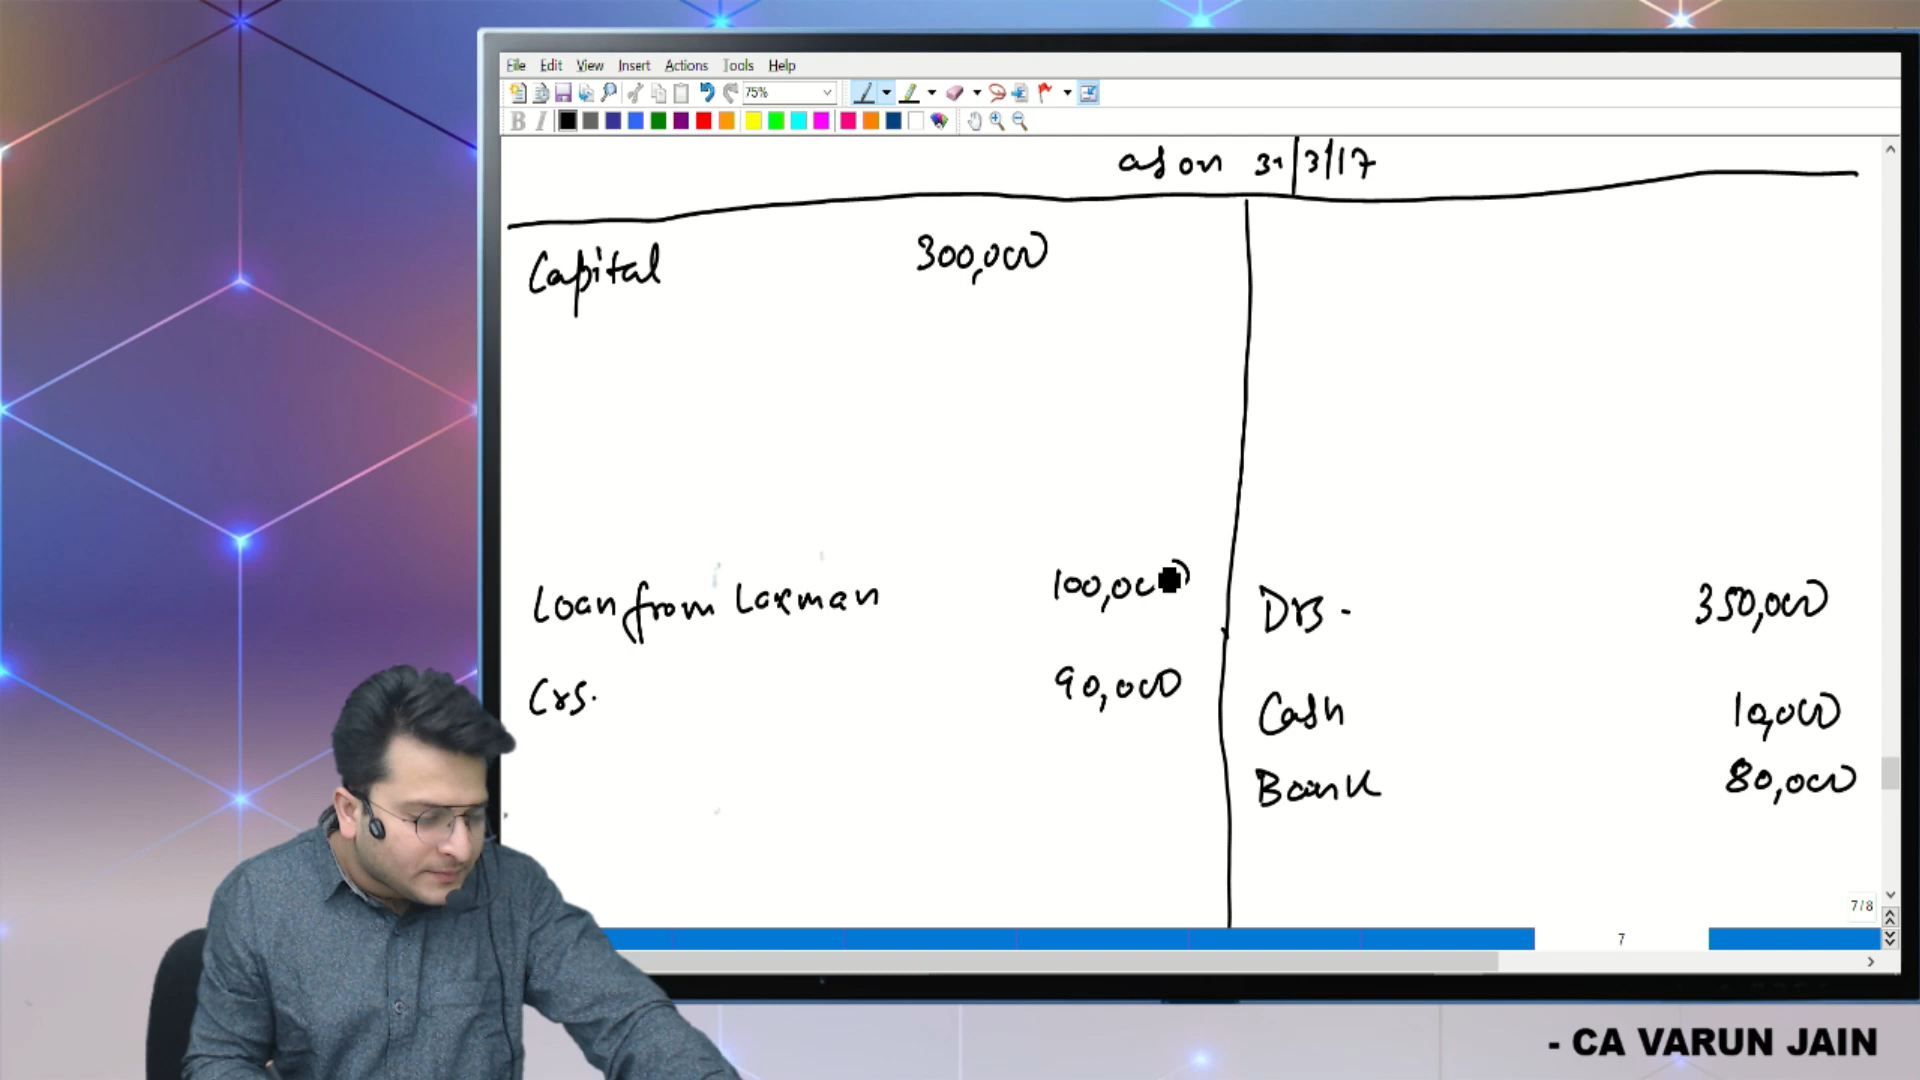 File Edit View Insert Actions Tools Help
75%
B I
as on 31/3/17
Capital 300,000
Loan from Laxman 100,000
Drs. 350,000
Crs. 90,000
Cash 10,000
Bank 80,000
7/8
7
- CA VARUN JAIN